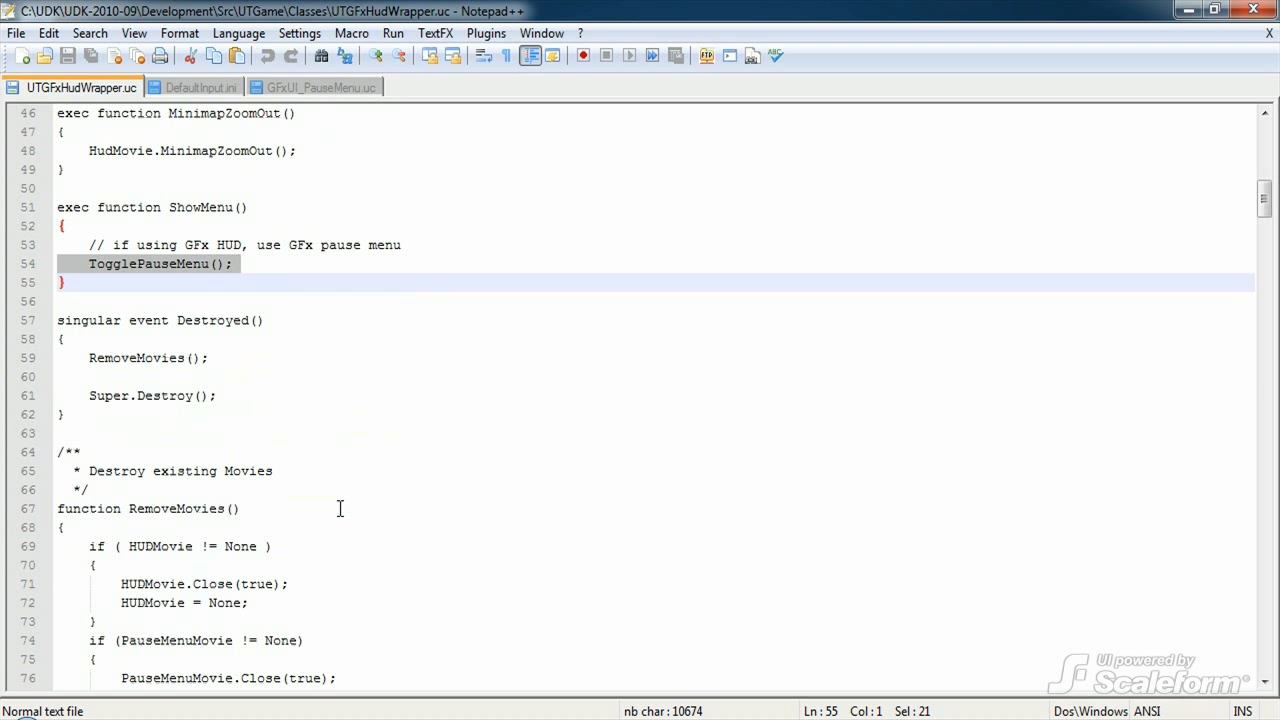 C:\UDK\UDK-2010-09\Development\Src\UTGame\Classes\UTGFxHudWrapper.uc - Notepad++
File Edit Search View Format Language Settings Macro Run TextFX Plugins Window ? X
UTGFxHudWrapper.uc DefaultInput.ini GFxUI_PauseMenu.uc
46 exec function MinimapZoomOut()
47 {
48 HudMovie.MinimapZoomOut();
49 }
50
51 exec function ShowMenu()
52 {
53 // if using GFx HUD, use GFx pause menu
54 TogglePauseMenu();
55 }
56
57 singular event Destroyed()
58 {
59 RemoveMovies();
60
61 Super.Destroy();
62 }
63
64 /**
65 * Destroy existing Movies
66 */
67 function RemoveMovies()
68 {
69 if ( HUDMovie != None )
70 {
71 HUDMovie.Close(true);
72 HUDMovie = None;
73 }
74 if (PauseMenuMovie != None)
75 {
76 PauseMenuMovie.Close(true);
UI powered by
Scaleform®
Normal text file nb char : 10674 Ln : 55 Col : 1 Sel : 21 Dos\Windows ANSI INS